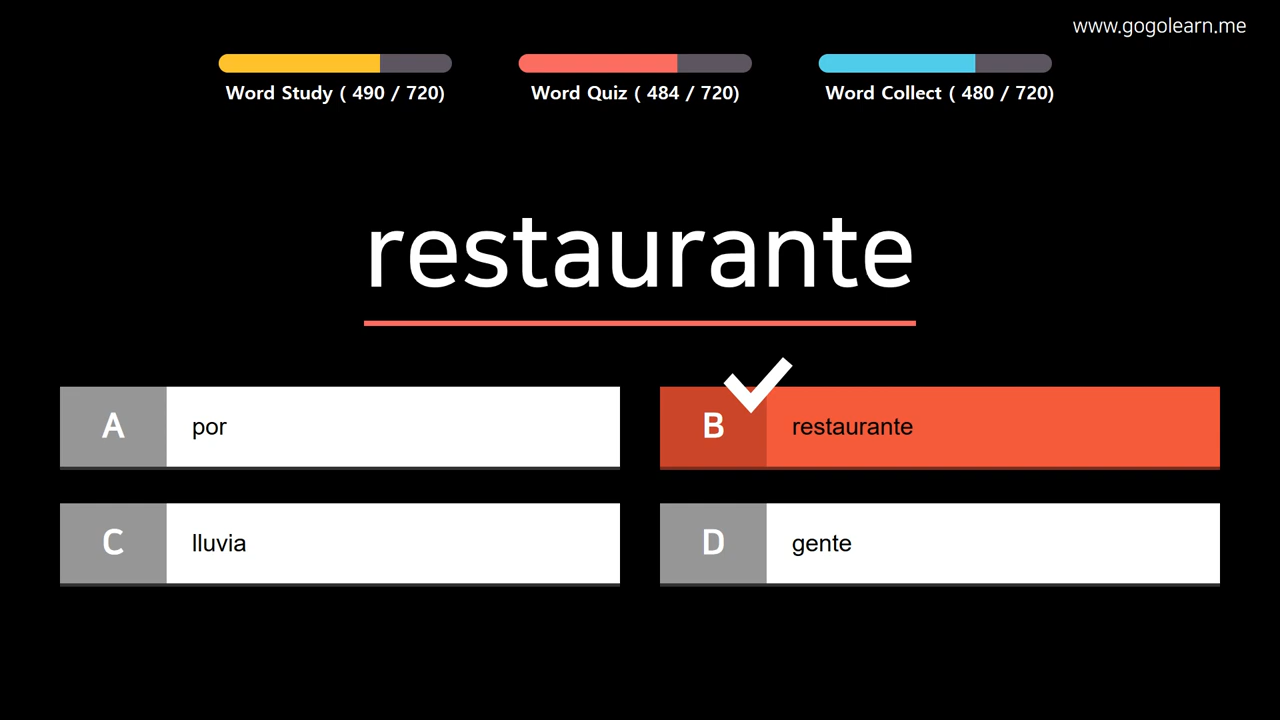 www.gogolearn.me
Word Study ( 490 / 720)
Word Quiz ( 484 / 720)
Word Collect ( 480 / 720)
restaurante
A por
B restaurante
C lluvia
D gente